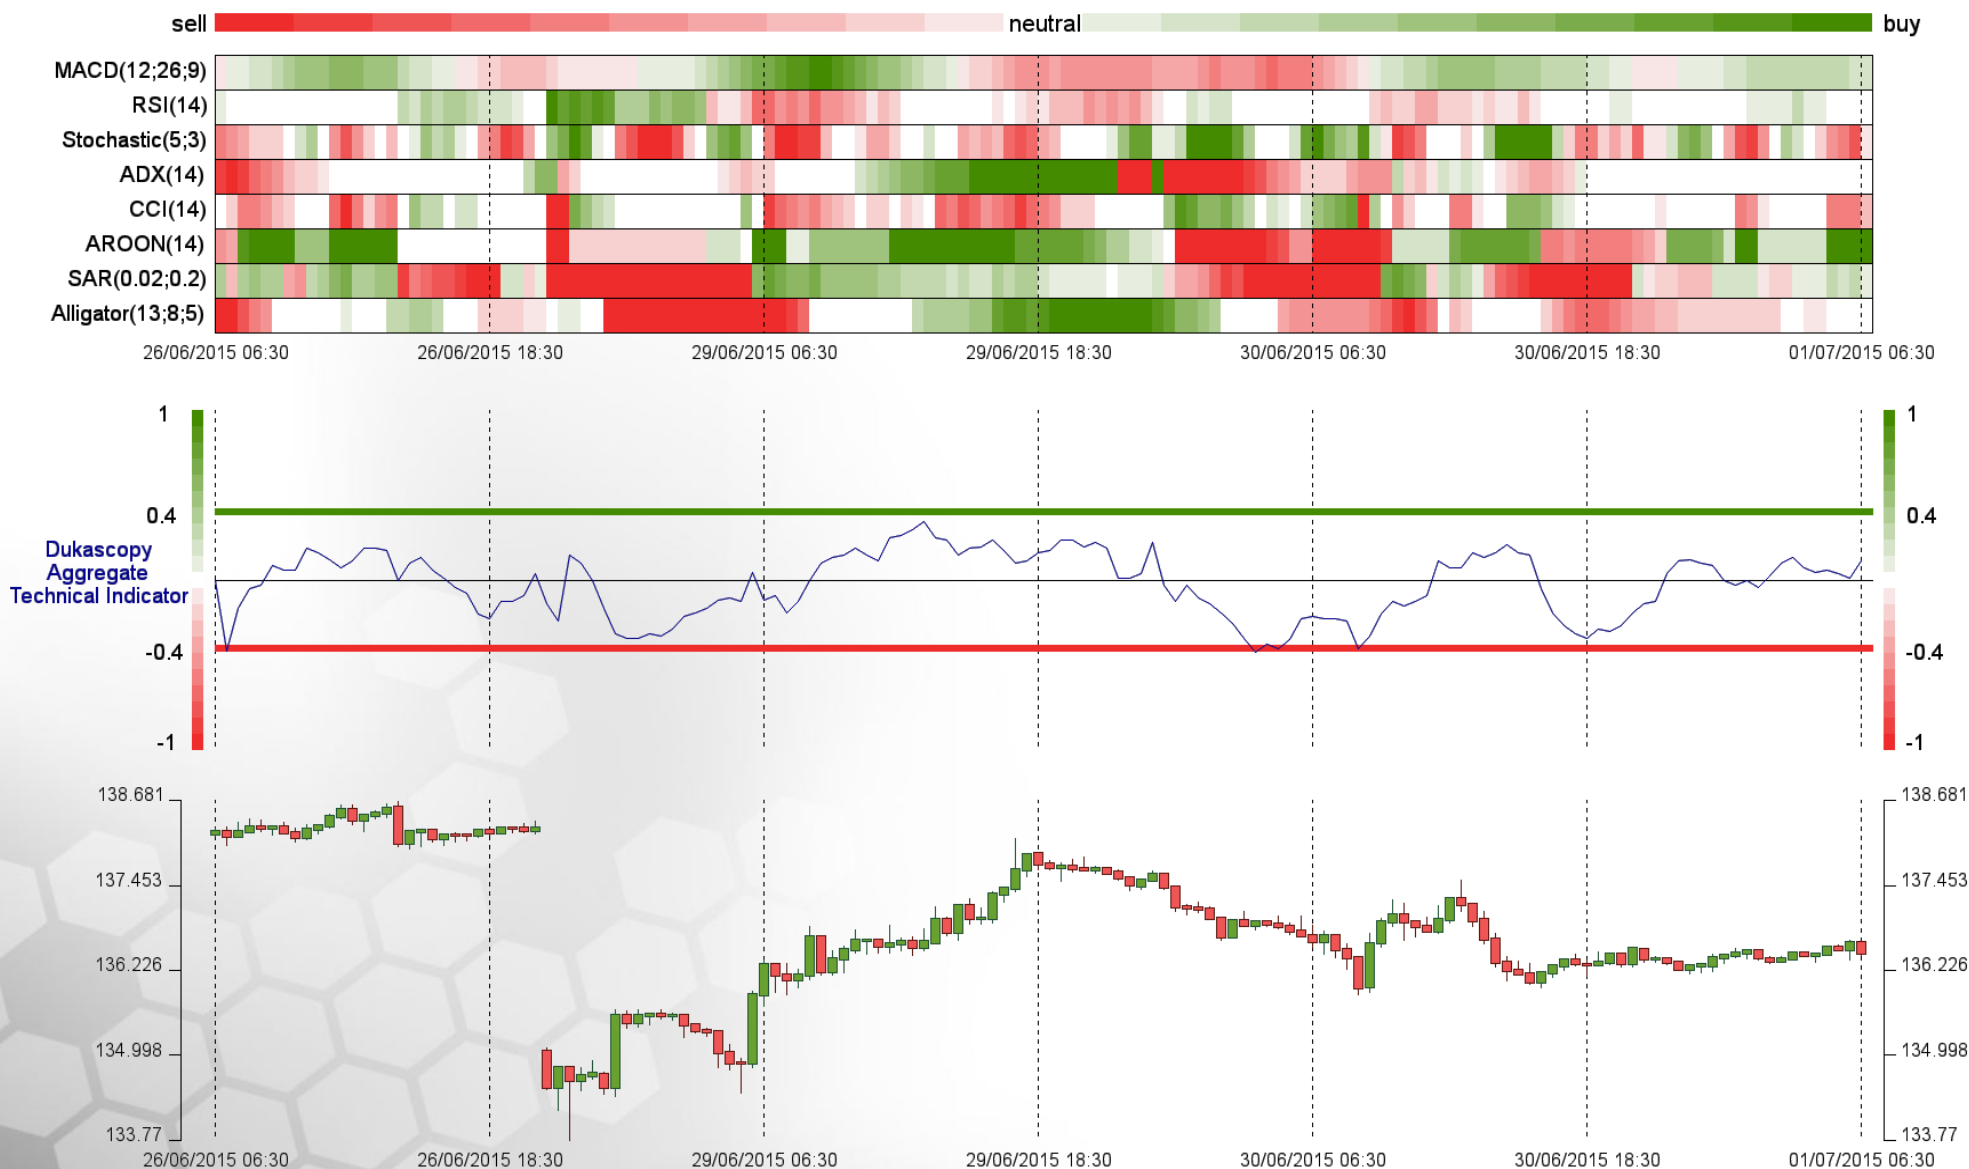 sell neutral buy
MACD(12;26;9)
RSI(14)
Stochastic(5;3)
ADX(14)
CCI(14)
AROON(14)
SAR(0.02;0.2)
Alligator(13;8;5)
26/06/2015 06:30 26/06/2015 18:30 29/06/2015 06:30 29/06/2015 18:30 30/06/2015 06:30 30/06/2015 18:30 01/07/2015 06:30
1 1
0.4 0.4
Dukascopy
Aggregate
Technical Indicator
-0.4 -0.4
-1 -1
138.681 138.681
137.453 137.453
136.226 136.226
134.998 134.998
133.77 133.77
26/06/2015 06:30 26/06/2015 18:30 29/06/2015 06:30 29/06/2015 18:30 30/06/2015 06:30 30/06/2015 18:30 01/07/2015 06:30